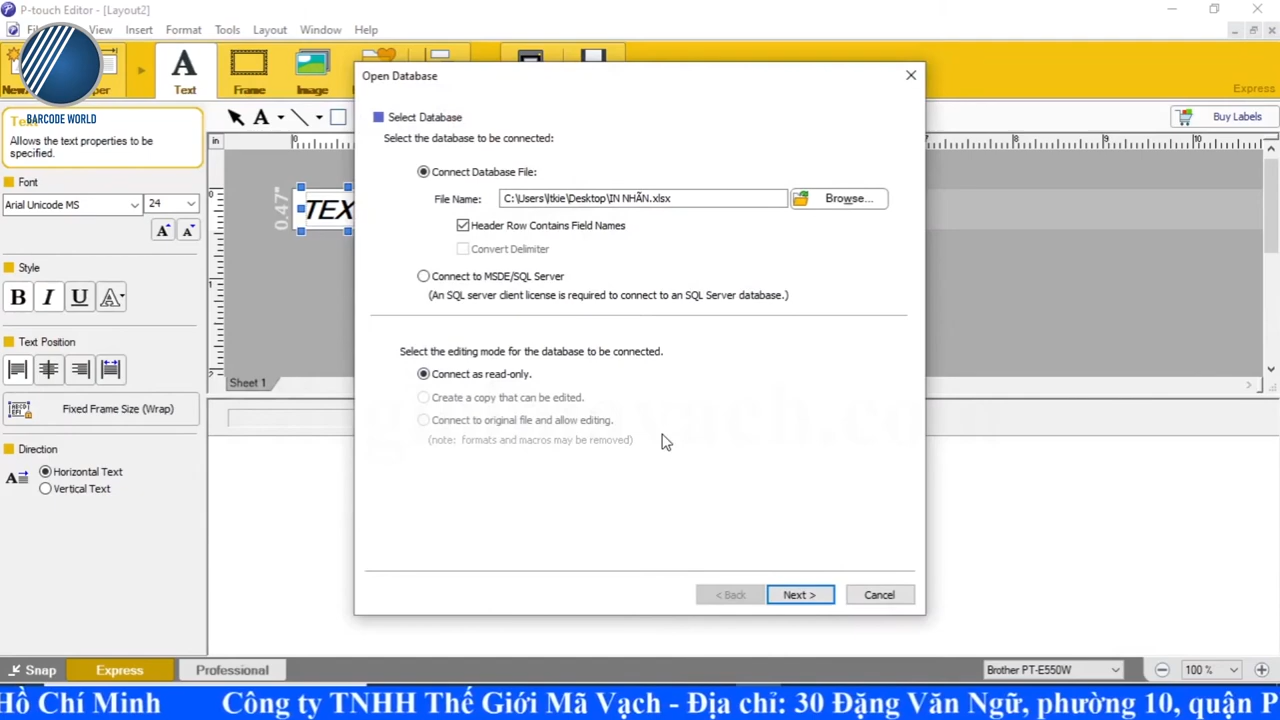 P-touch Editor - [Layout2]
View Insert Format Tools Layout Window Help
New
Text
Frame
Image
Express
BARCODE WORLD
Buy Labels
Allows the text properties to be
specified.
Font
Arial Unicode MS
24
Style
B I U A
Text Position
Fixed Frame Size (Wrap)
Direction
Horizontal Text
Vertical Text
in
0.47"
TEX
Sheet 1
Open Database
Select Database
Select the database to be connected:
Connect Database File:
File Name: C:\Users\ltkie\Desktop\IN NHÃN.xlsx Browse...
Header Row Contains Field Names
Convert Delimiter
Connect to MSDE/SQL Server
(An SQL server client license is required to connect to an SQL Server database.)
Select the editing mode for the database to be connected.
Connect as read-only.
Create a copy that can be edited.
Connect to original file and allow editing.
(note: formats and macros may be removed)
< Back Next > Cancel
Snap Express Professional Brother PT-E550W 100 %
Hồ Chí Minh Công ty TNHH Thế Giới Mã Vạch - Địa chỉ: 30 Đặng Văn Ngữ, phường 10, quận P